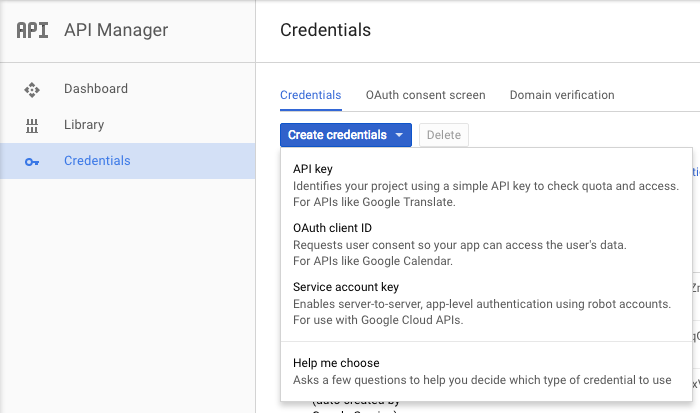 API API Manager
Credentials
Dashboard
Library
Credentials
Credentials OAuth consent screen Domain verification
Create credentials Delete
API key
Identifies your project using a simple API key to check quota and access.
For APIs like Google Translate.
OAuth client ID
Requests user consent so your app can access the user's data.
For APIs like Google Calendar.
Service account key
Enables server-to-server, app-level authentication using robot accounts.
For use with Google Cloud APIs.
Help me choose
Asks a few questions to help you decide which type of credential to use
(auto created by